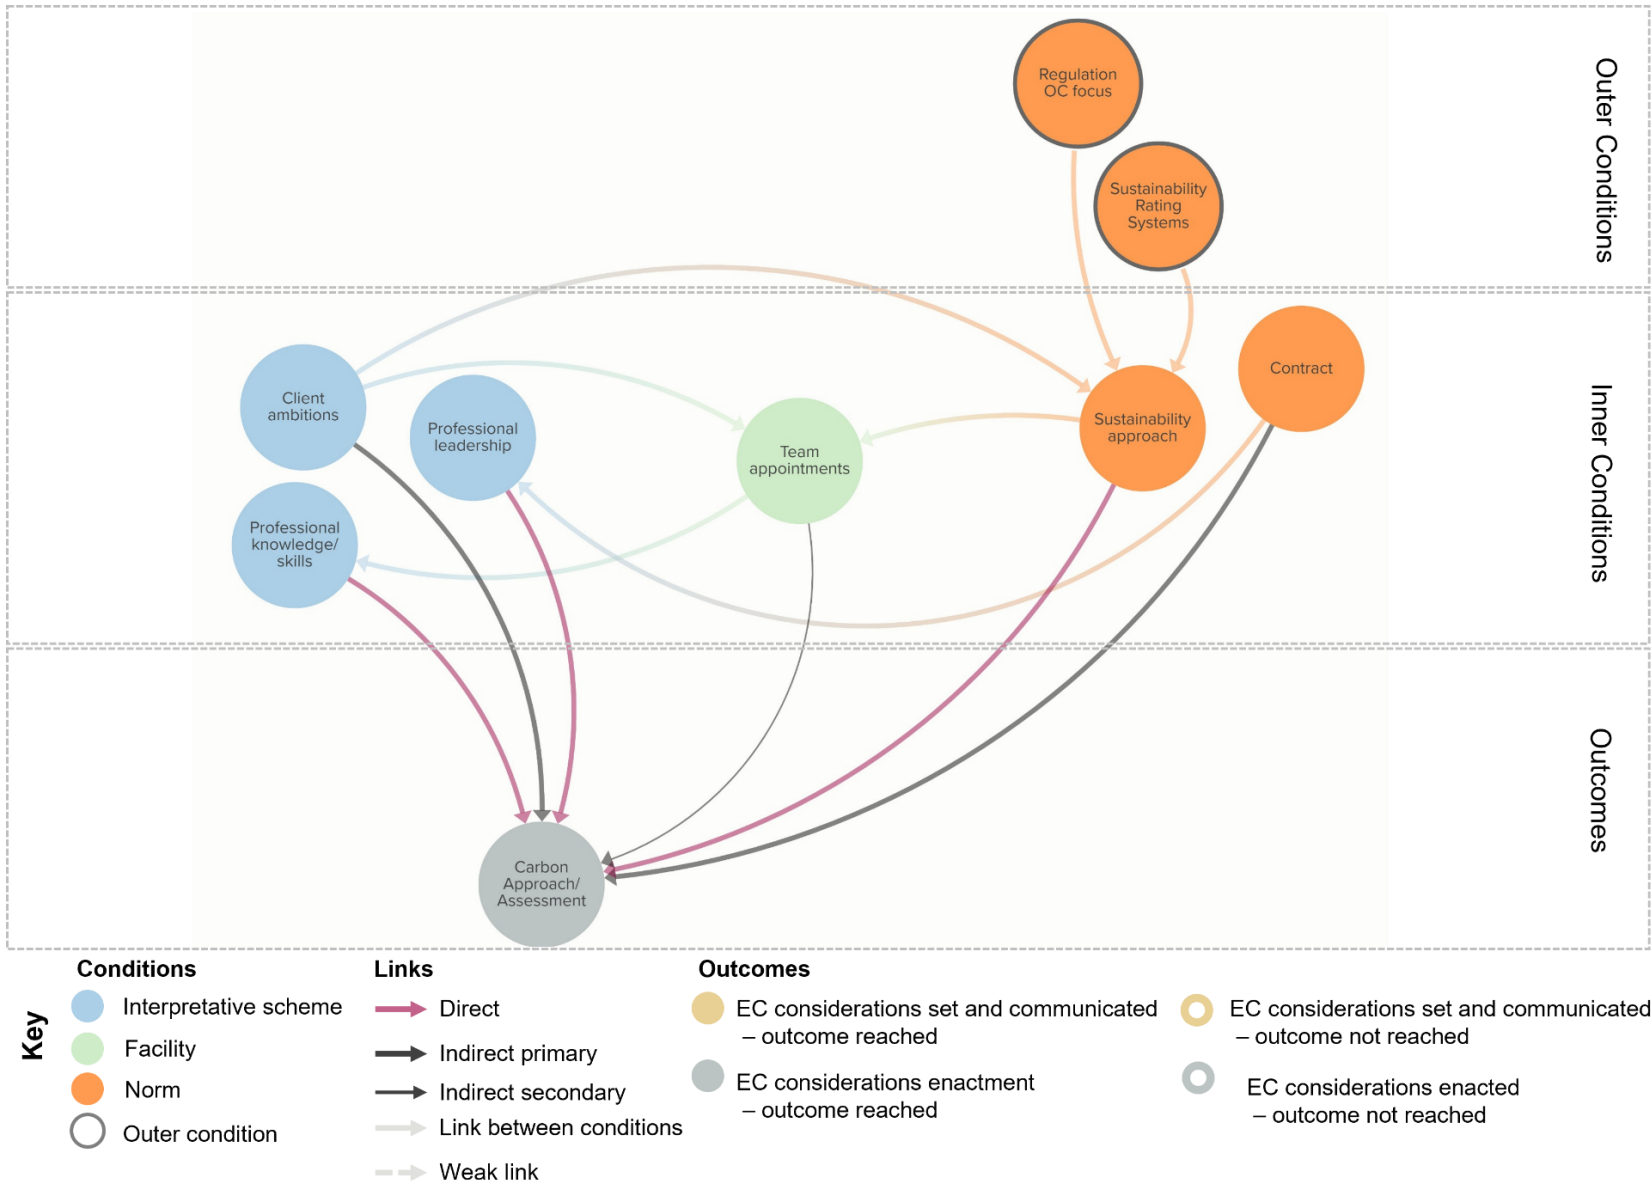 Regulation
OC focus
Sustainability
Rating
Systems
Outer Conditions
Client
ambitions
Professional
leadership
Professional
knowledge/
skills
Team
appointments
Sustainability
approach
Contract
Inner Conditions
Carbon
Approach/
Assessment
Outcomes
Key
Conditions
Interpretative scheme
Facility
Norm
Outer condition
Links
Direct
Indirect primary
Indirect secondary
Link between conditions
Weak link
Outcomes
EC considerations set and communicated
– outcome reached
EC considerations enactment
– outcome reached
EC considerations set and communicated
– outcome not reached
EC considerations enacted
– outcome not reached